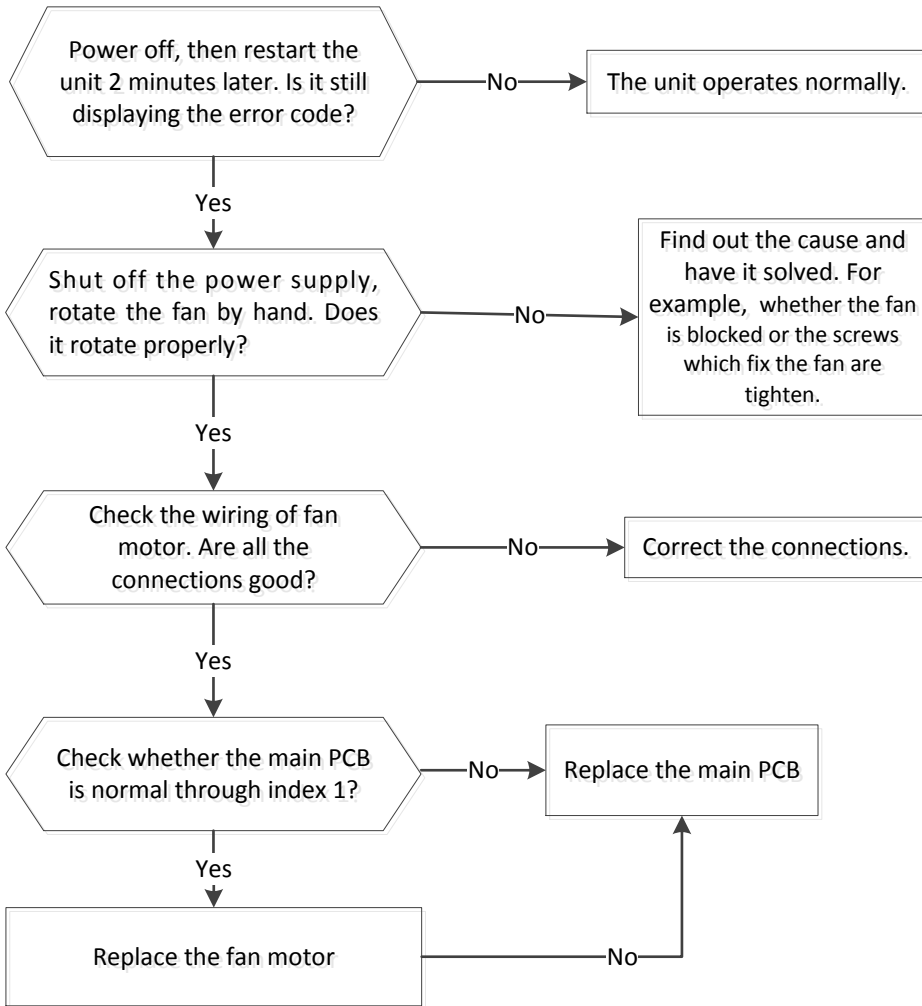 Power off, then restart the
unit 2 minutes later. Is it still
displaying the error code?
No
The unit operates normally.
Yes
Shut off the power supply,
rotate the fan by hand. Does
it rotate properly?
No
Find out the cause and
have it solved. For
example, whether the fan
is blocked or the screws
which fix the fan are
tighten.
Yes
Check the wiring of fan
motor. Are all the
connections good?
No
Correct the connections.
Yes
Check whether the main PCB
is normal through index 1?
No
Replace the main PCB
Yes
Replace the fan motor
No